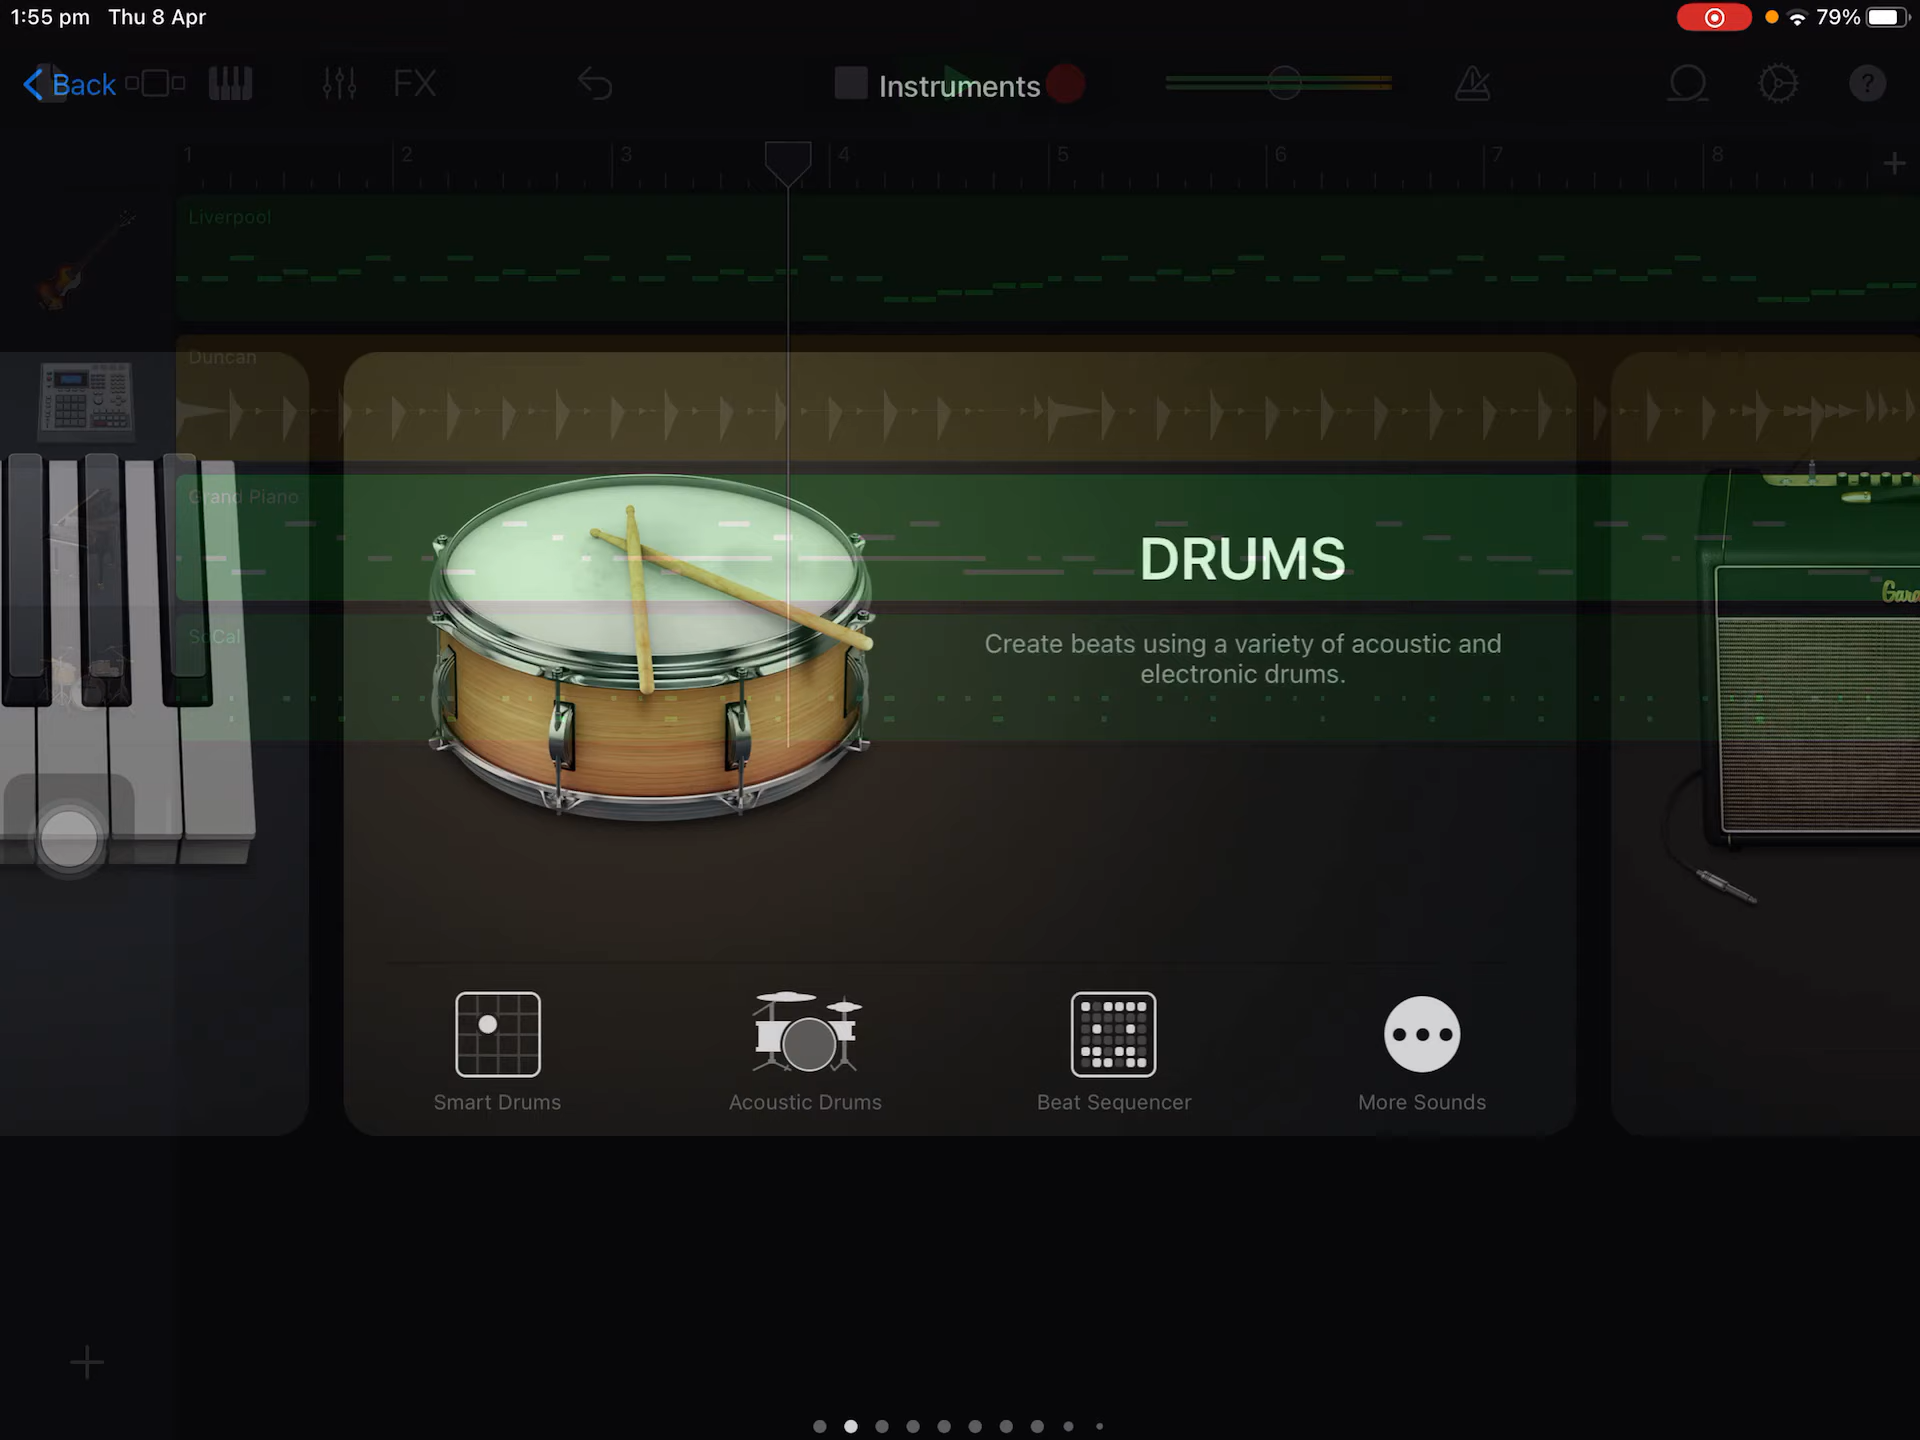 1:55 pm Thu 8 Apr
79%
Back
FX
Instruments
?
1 2 3 4 5 6 7 8
Liverpool
Duncan
Grand Piano
SoCal
DRUMS
Create beats using a variety of acoustic and
electronic drums.
Smart Drums
Acoustic Drums
Beat Sequencer
More Sounds